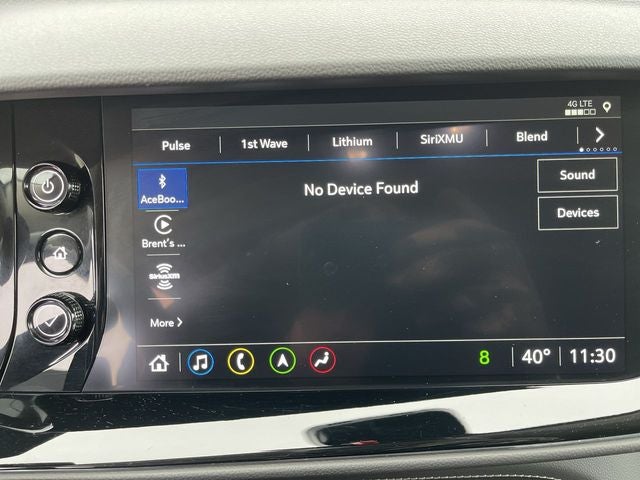 4G LTE
Pulse 1st Wave Lithium SiriXMU Blend
AceBoo...
No Device Found
Sound
Devices
Brent's ...
SiriusXM
More
8 40° 11:30